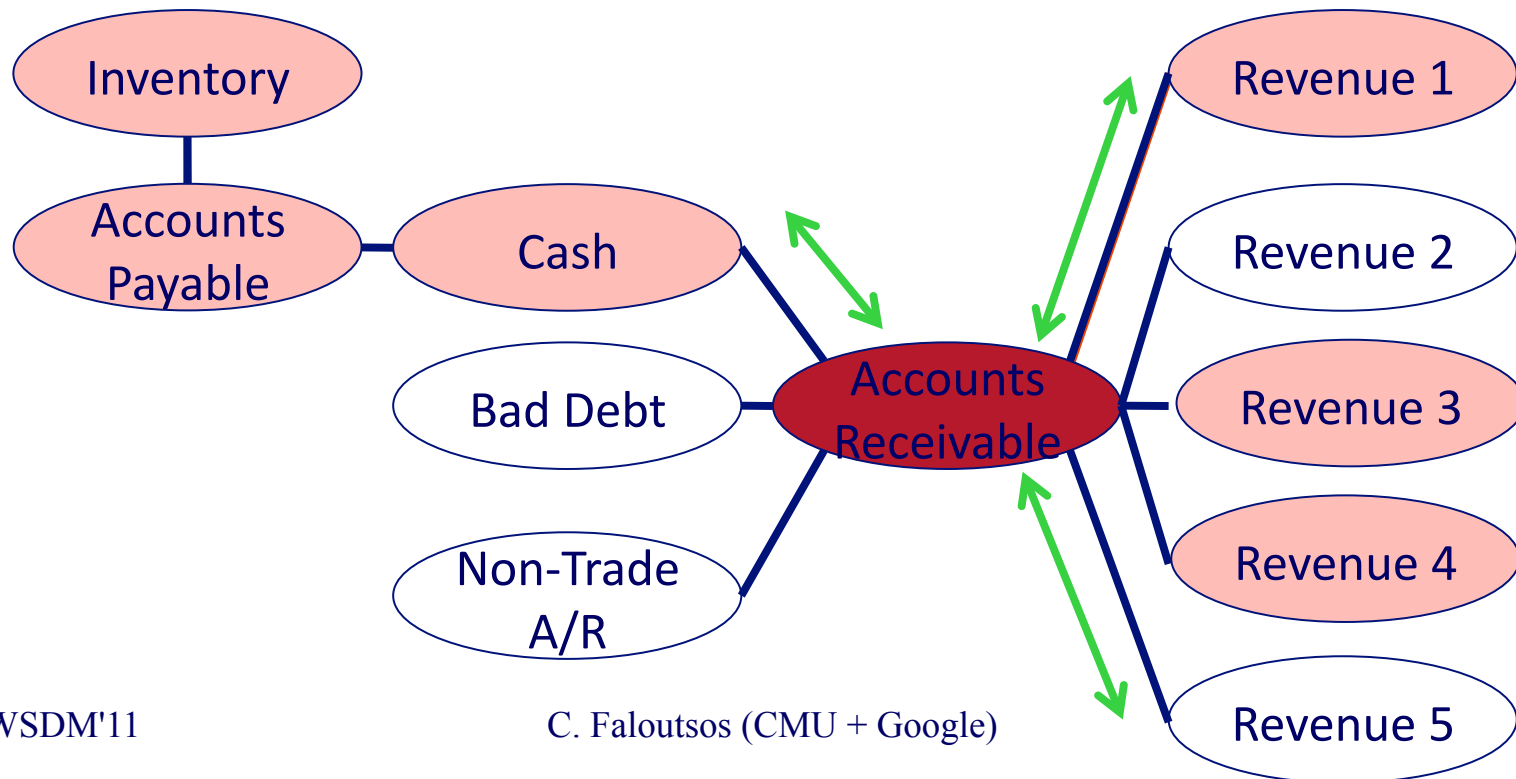 Inventory
Accounts
Payable
Cash
Bad Debt
Non-Trade
A/R
Accounts
Receivable
Revenue 1
Revenue 2
Revenue 3
Revenue 4
Revenue 5
WSDM'11
C. Faloutsos (CMU + Google)